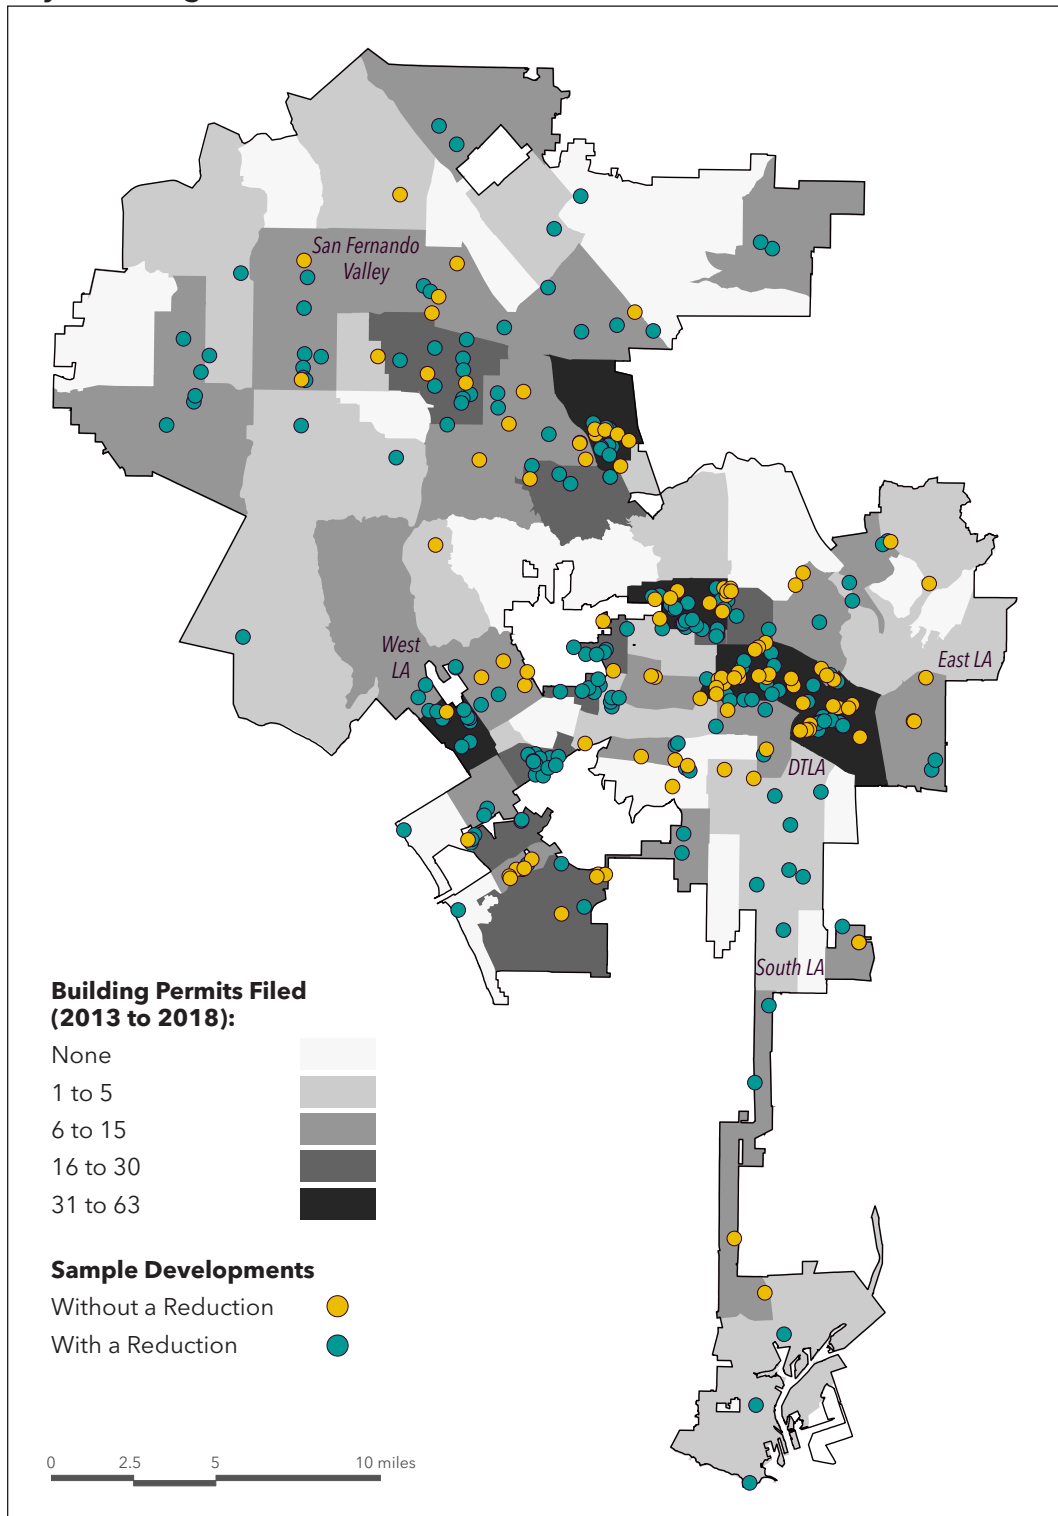 San Fernando
Valley
West
LA
East LA
DTLA
South LA
Building Permits Filed
(2013 to 2018):
None
1 to 5
6 to 15
16 to 30
31 to 63
Sample Developments
Without a Reduction
With a Reduction
0 2.5 5 10 miles